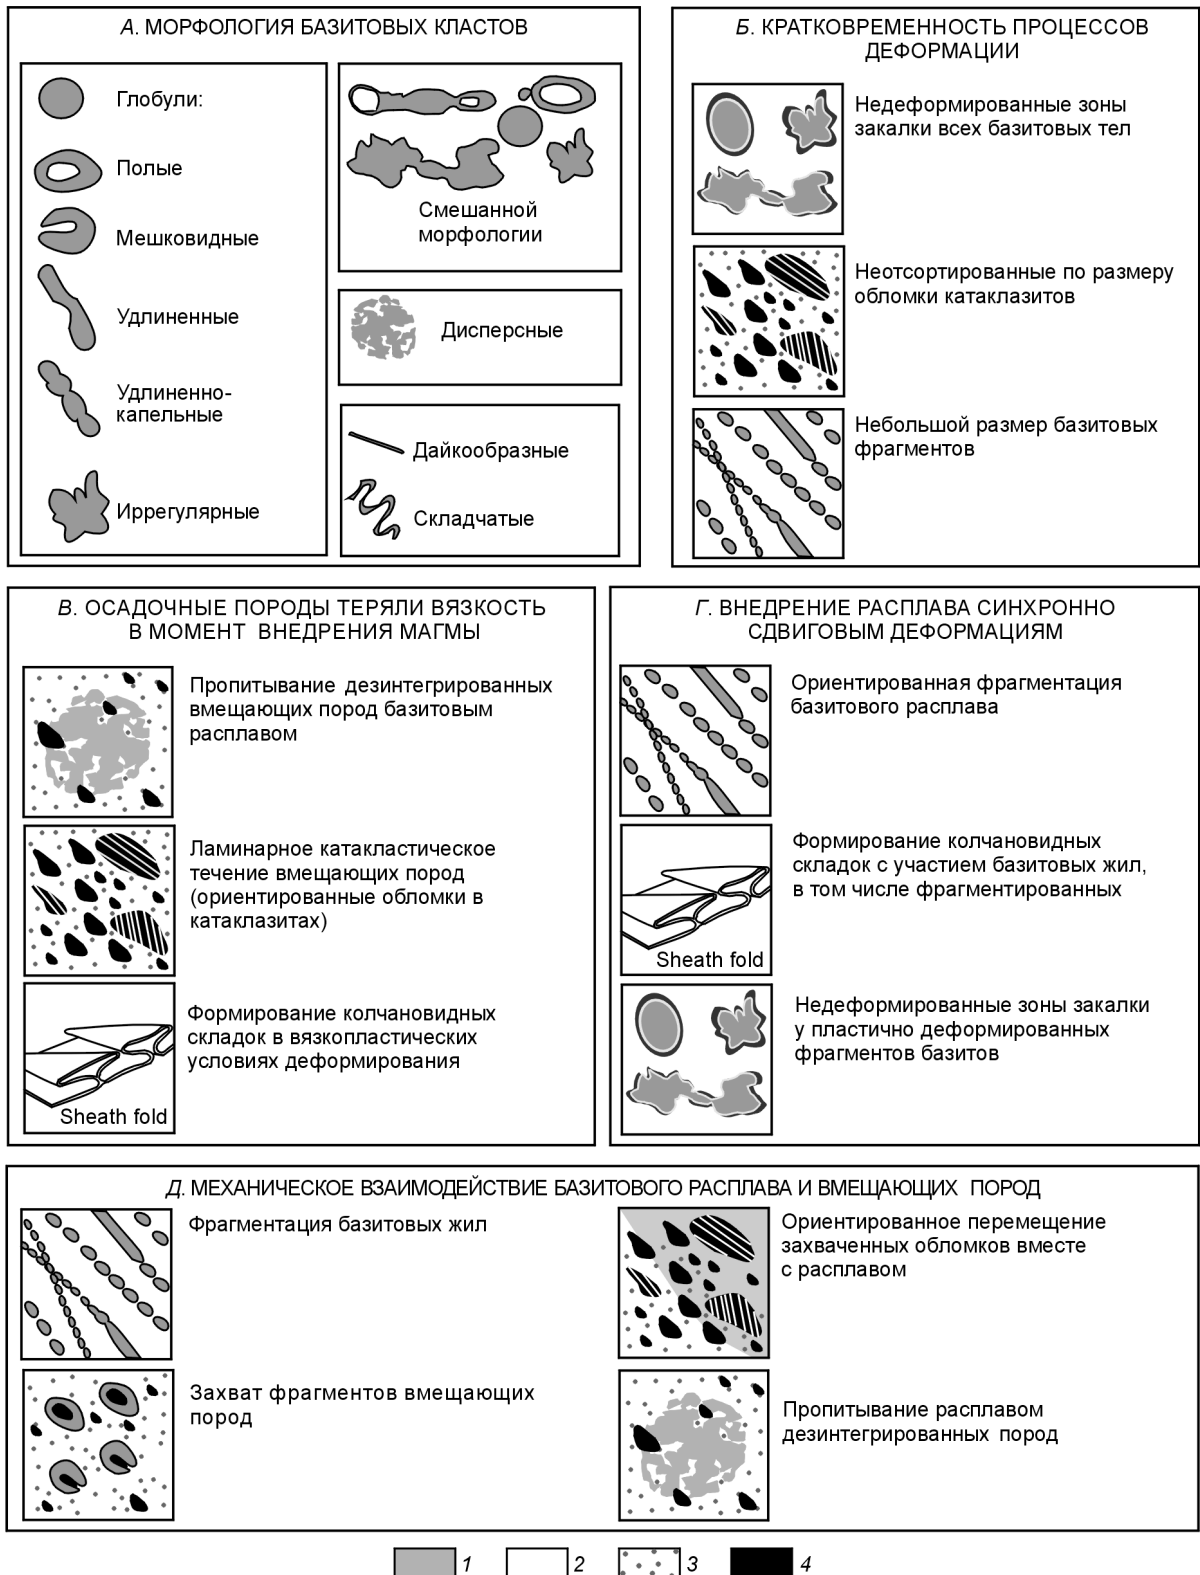 А. МОРФОЛОГИЯ БАЗИТОВЫХ КЛАСТОВ
Глобули:
Полые
Мешковидные
Удлиненные
Удлиненно-
капельные
Иррегулярные
Смешанной
морфологии
Дисперсные
Дайкообразные
Складчатые
Б. КРАТКОВРЕМЕННОСТЬ ПРОЦЕССОВ
ДЕФОРМАЦИИ
Недеформированные зоны
закалки всех базитовых тел
Неотсортированные по размеру
обломки катаклазитов
Небольшой размер базитовых
фрагментов
В. ОСАДОЧНЫЕ ПОРОДЫ ТЕРЯЛИ ВЯЗКОСТЬ
В МОМЕНТ ВНЕДРЕНИЯ МАГМЫ
Пропитывание дезинтегрированных
вмещающих пород базитовым
расплавом
Ламинарное катакластическое
течение вмещающих пород
(ориентированные обломки в
катаклазитах)
Формирование колчановидных
складок в вязкопластических
условиях деформирования
Sheath fold
Г. ВНЕДРЕНИЕ РАСПЛАВА СИНХРОННО
СДВИГОВЫМ ДЕФОРМАЦИЯМ
Ориентированная фрагментация
базитового расплава
Формирование колчановидных
складок с участием базитовых жил,
в том числе фрагментированных
Sheath fold
Недеформированные зоны закалки
у пластично деформированных
фрагментов базитов
Д. МЕХАНИЧЕСКОЕ ВЗАИМОДЕЙСТВИЕ БАЗИТОВОГО РАСПЛАВА И ВМЕЩАЮЩИХ ПОРОД
Фрагментация базитовых жил
Захват фрагментов вмещающих
пород
Ориентированное перемещение
захваченных обломков вместе
с расплавом
Пропитывание расплавом
дезинтегрированных пород
1 2 3 4